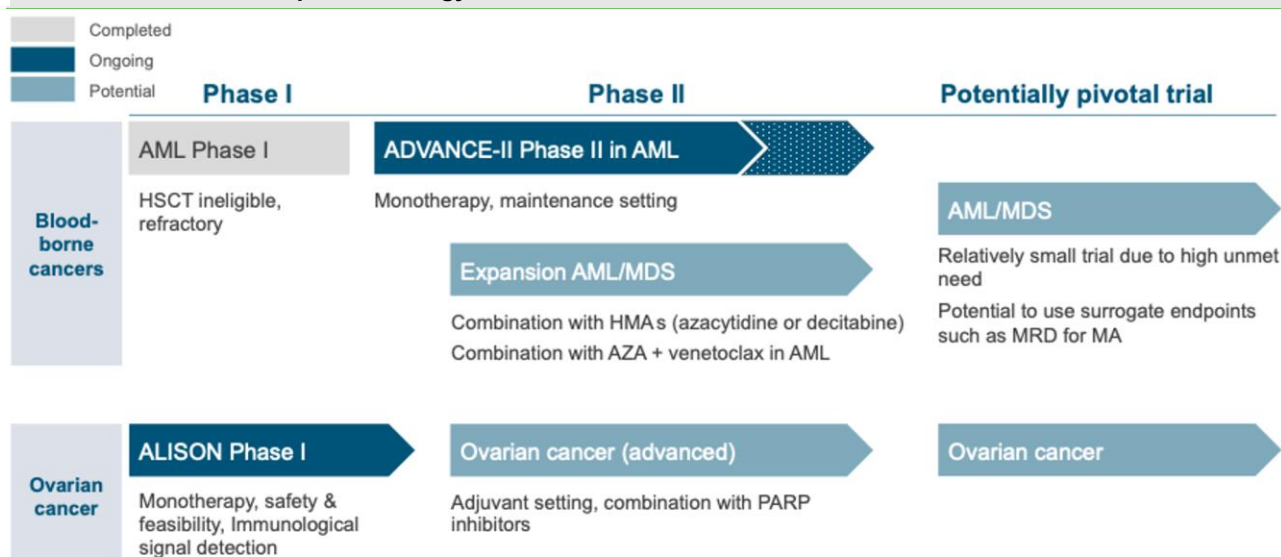 Completed
Ongoing
Potential
Phase I
Phase II
Potentially pivotal trial
Blood-
borne
cancers
AML Phase I
HSCT ineligible,
refractory
ADVANCE-II Phase II in AML
Monotherapy, maintenance setting
Expansion AML/MDS
Combination with HMAs (azacytidine or decitabine)
Combination with AZA + venetoclax in AML
AML/MDS
Relatively small trial due to high unmet
need
Potential to use surrogate endpoints
such as MRD for MA
Ovarian
cancer
ALISON Phase I
Monotherapy, safety &
feasibility, Immunological
signal detection
Ovarian cancer (advanced)
Adjuvant setting, combination with PARP
inhibitors
Ovarian cancer